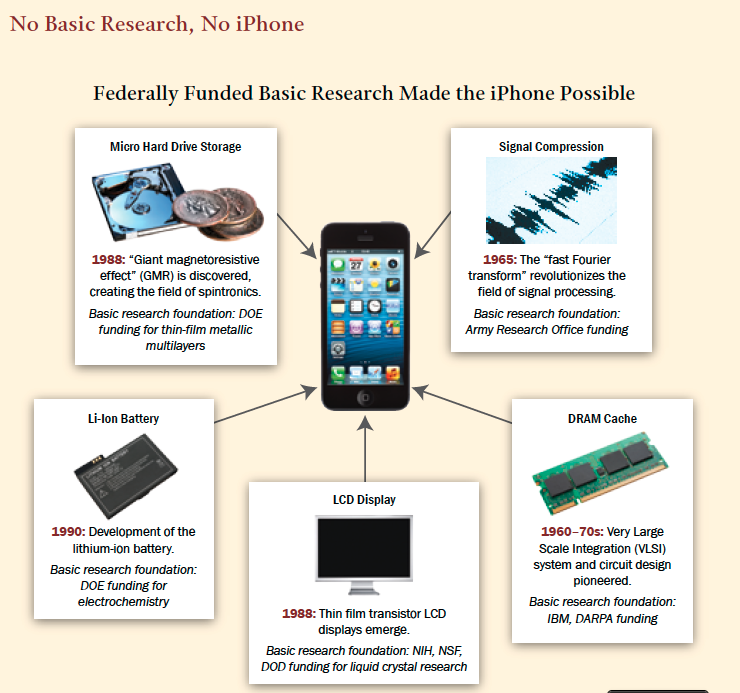 No Basic Research, No iPhone
Federally Funded Basic Research Made the iPhone Possible
Micro Hard Drive Storage
1988: “Giant magnetoresistive
effect” (GMR) is discovered,
creating the field of spintronics.
Basic research foundation: DOE
funding for thin-film metallic
multilayers
Signal Compression
1965: The “fast Fourier
transform” revolutionizes the
field of signal processing.
Basic research foundation:
Army Research Office funding
27
Li-Ion Battery
1990: Development of the
lithium-ion battery.
Basic research foundation:
DOE funding for
electrochemistry
LCD Display
1988: Thin film transistor LCD
displays emerge.
Basic research foundation: NIH, NSF,
DOD funding for liquid crystal research
DRAM Cache
1960–70s: Very Large
Scale Integration (VLSI)
system and circuit design
pioneered.
Basic research foundation:
IBM, DARPA funding